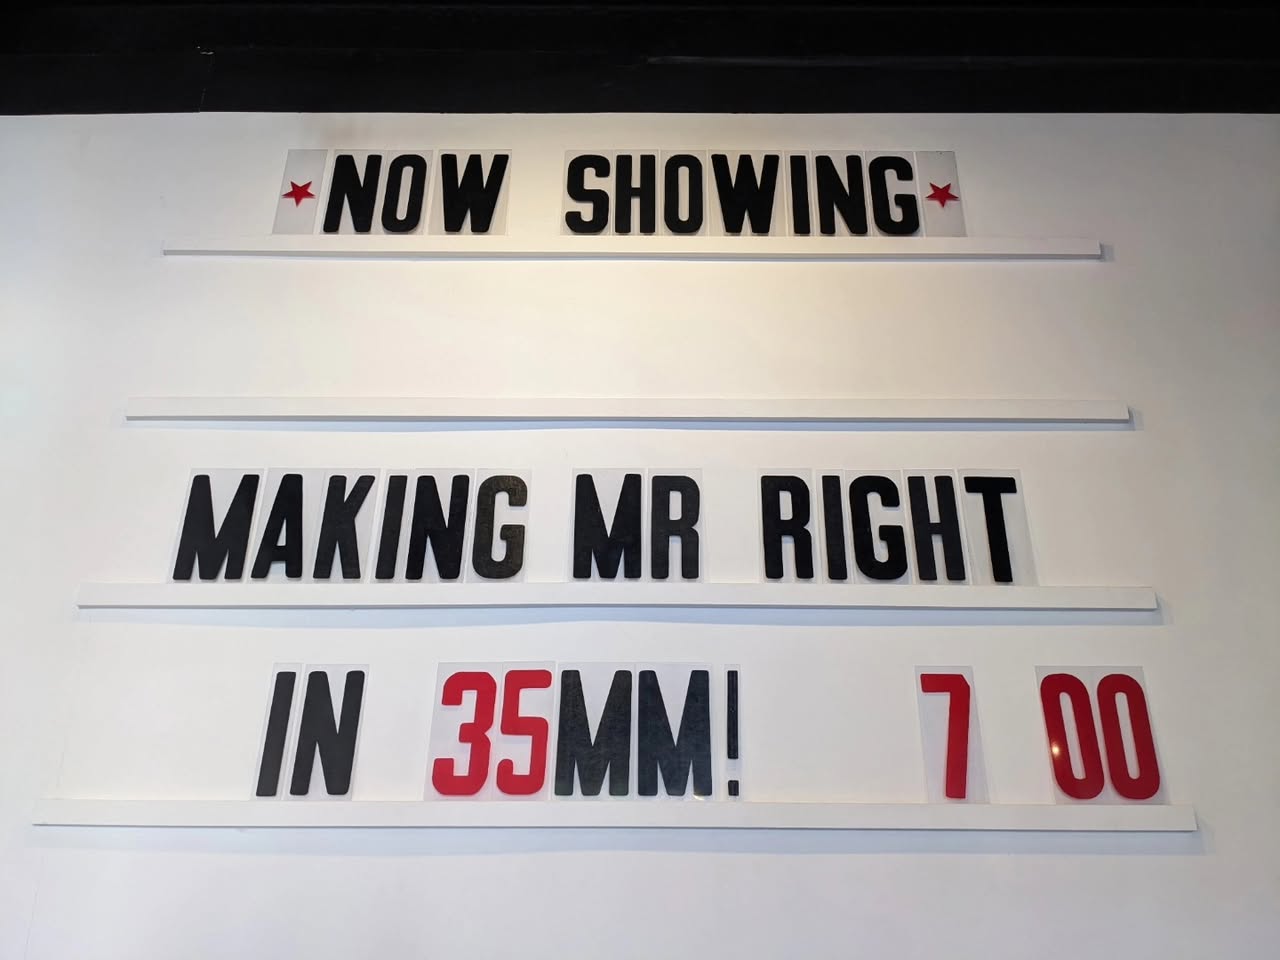 ★NOW SHOWING★
MAKING MR RIGHT
IN 35MM! 7 00